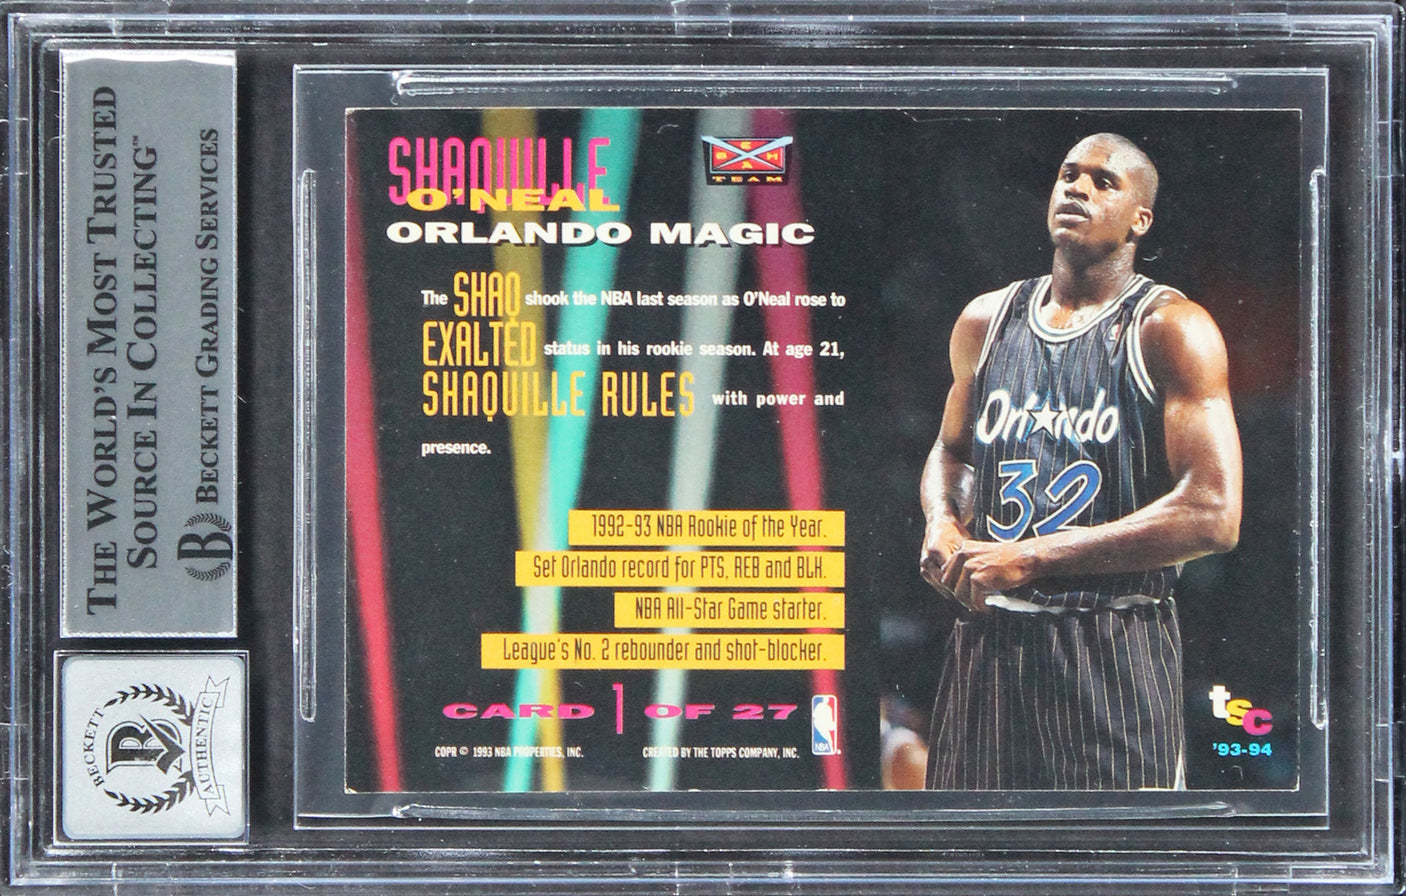 THE WORLD'S MOST TRUSTED
SOURCE IN COLLECTING™
BECKETT GRADING SERVICES
B
BECKETT
B
AUTHENTIC
SHAQUILLE
O'NEAL
ORLANDO MAGIC
BEAM
TEAM
The SHAQ shook the NBA last season as O'Neal rose to
EXALTED status in his rookie season. At age 21,
SHAQUILLE RULES with power and
presence.
1992-93 NBA Rookie of the Year.
Set Orlando record for PTS, REB and BLK.
NBA All-Star Game starter.
League's No. 2 rebounder and shot-blocker.
CARD 1 OF 27
NBA
COPR © 1993 NBA PROPERTIES, INC.
CREATED BY THE TOPPS COMPANY, INC.
Orlando
32
tsc
'93-94